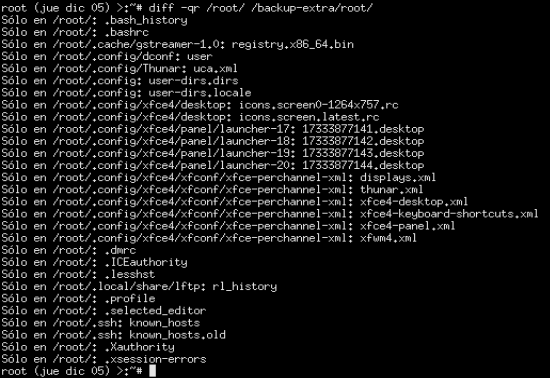 root (jue dic 05) >:~# diff -qr /root/ /backup-extra/root/
Sólo en /root/: .bash_history
Sólo en /root/: .bashrc
Sólo en /root/.cache/gstreamer-1.0: registry.x86_64.bin
Sólo en /root/.config/dconf: user
Sólo en /root/.config/Thunar: uca.xml
Sólo en /root/.config: user-dirs.dirs
Sólo en /root/.config: user-dirs.locale
Sólo en /root/.config/xfce4/desktop: icons.screen0-1264x757.rc
Sólo en /root/.config/xfce4/desktop: icons.screen.latest.rc
Sólo en /root/.config/xfce4/panel/launcher-17: 17333877141.desktop
Sólo en /root/.config/xfce4/panel/launcher-18: 17333877142.desktop
Sólo en /root/.config/xfce4/panel/launcher-19: 17333877143.desktop
Sólo en /root/.config/xfce4/panel/launcher-20: 17333877144.desktop
Sólo en /root/.config/xfce4/xfconf/xfce-perchannel-xml: displays.xml
Sólo en /root/.config/xfce4/xfconf/xfce-perchannel-xml: thunar.xml
Sólo en /root/.config/xfce4/xfconf/xfce-perchannel-xml: xfce4-desktop.xml
Sólo en /root/.config/xfce4/xfconf/xfce-perchannel-xml: xfce4-keyboard-shortcuts.xml
Sólo en /root/.config/xfce4/xfconf/xfce-perchannel-xml: xfce4-panel.xml
Sólo en /root/.config/xfce4/xfconf/xfce-perchannel-xml: xfwm4.xml
Sólo en /root/: .dmrc
Sólo en /root/: .ICEauthority
Sólo en /root/: .lesshst
Sólo en /root/.local/share/lftp: rl_history
Sólo en /root/: .profile
Sólo en /root/: .selected_editor
Sólo en /root/.ssh: known_hosts
Sólo en /root/.ssh: known_hosts.old
Sólo en /root/: .Xauthority
Sólo en /root/: .xsession-errors
root (jue dic 05) >:~#